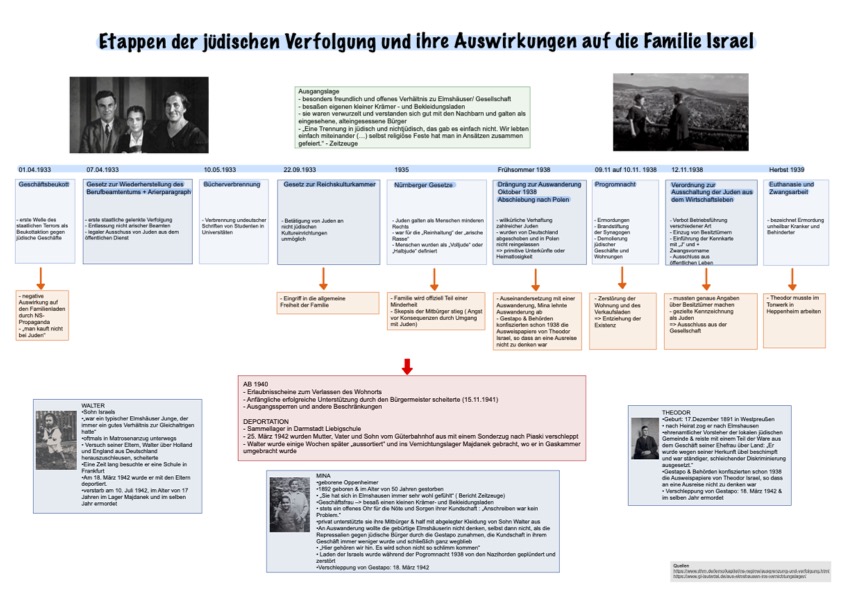 Etappen der jüdischen Verfolgung und ihre Auswirkungen auf die Familie Israel
Ausgangslage
- besonders freundlich und offenes Verhältnis zu Elmshäuser/ Gesellschaft
- besaßen eigenen kleiner Krämer - und Bekleidungsladen
- sie waren verwurzelt und verstanden sich gut mit den Nachbarn und galten als
eingesehene, alteingesessene Bürger
- „Eine Trennung in jüdisch und nichtjüdisch, das gab es einfach nicht. Wir lebten
einfach miteinander (...) selbst religiöse Feste hat man in Ansätzen zusammen
gefeiert.“ - Zeitzeuge
01.04.1933
Geschäftsboykott
- erste Welle des
staatlichen Terrors als
Boykottaktion gegen
jüdische Geschäfte
07.04.1933
Gesetz zur Wiederherstellung des
Berufsbeamtentums + Arierparagraph
- erste staatliche gelenkte Verfolgung
- Entlassung nicht arischer Beamten
- legaler Ausschuss von Juden aus dem
öffentlichen Dienst
10.05.1933
Bücherverbrennung
- Verbrennung undeutscher
Schriften von Studenten in
Universitäten
22.09.1933
Gesetz zur Reichskulturkammer
- Betätigung von Juden an
nicht jüdischen
Kultureinrichtungen
unmöglich
1935
Nürnberger Gesetze
- Juden galten als Menschen minderen
Rechts
- war für die „Reinhaltung“ der „arische
Rasse“
- Menschen wurden als „Volljude“ oder
„Halbjude“ definiert
Frühsommer 1938
Drängung zur Auswanderung
Oktober 1938
Abschiebung nach Polen
- willkürliche Verhaftung
zahlreicher Juden
- wurden von Deutschland
abgeschoben und in Polen
nicht reingelassen
=> primitive Unterkünfte oder
Heimatlosigkeit
09.11 auf 10.11. 1938
Progromnacht
- Ermordungen
- Brandstiftung
der Synagogen
- Demolierung
jüdischer
Geschäfte und
Wohnungen
12.11.1938
Verordnung zur
Ausschaltung der Juden aus
dem Wirtschaftsleben
- Verbot Betriebsführung
verschiedener Art
- Einzug von Besitztümern
- Einführung der Kennkarte
mit „J“ und +
Zwangsvorname
- Ausschluss aus
öffentlichen Leben
Herbst 1939
Euthanasie und
Zwangsarbeit
- bezeichnet Ermordung
unheilbar Kranker und
Behinderter
- negative
Auswirkung auf
den Familienladen
durch NS-
Propaganda
- „man kauft nicht
bei Juden“
- Eingriff in die allgemeine
Freiheit der Familie
- Familie wird offiziell Teil einer
Minderheit
- Skepsis der Mitbürger stieg ( Angst
vor Konsequenzen durch Umgang
mit Juden)
- Auseinandersetzung mit einer
Auswanderung, Mina lehnte
Auswanderung ab
- Gestapo & Behörden
konfiszierten schon 1938 die
Ausweispapiere von Theodor
Israel, so dass an eine Ausreise
nicht zu denken war
- Zerstörung der
Wohnung und des
Verkaufsladen
=> Entziehung der
Existenz
- mussten genaue Angaben
über Besitztümer machen
- gezielte Kennzeichnung
als Juden
=> Ausschluss aus der
Gesellschaft
- Theodor musste im
Tonwerk in
Heppenheim arbeiten
AB 1940
- Erlaubnisscheine zum Verlassen des Wohnorts
- Anfängliche erfolgreiche Unterstützung durch den Bürgermeister scheiterte (15.11.1941)
- Ausgangssperren und andere Beschränkungen
DEPORTATION
- Sammellager in Darmstadt Liebigschule
- 25. März 1942 wurden Mutter, Vater und Sohn vom Güterbahnhof aus mit einem Sonderzug nach Piaski verschleppt
- Walter wurde einige Wochen später „aussortiert“ und ins Vernichtungslager Majdanek gebracht, wo er in Gaskammer
umgebracht wurde
WALTER
•Sohn Israels
•„war ein typischer Elmshäuser Junge, der
immer ein gutes Verhältnis zur Gleichaltrigen
hatte“
•oftmals in Matrosenanzug unterwegs
• Versuch seiner Eltern, Walter über Holland
und England aus Deutschland
herauszuschleusen, scheiterte
•Eine Zeit lang besuchte er eine Schule in
Frankfurt
•Am 18. März 1942 wurde er mit den Eltern
deportiert.
•verstarb am 10. Juli 1942, im Alter von 17
Jahren im Lager Majdanek und im selben
Jahr ermordet
THEODOR
•Geburt: 17.Dezember 1891 in Westpreußen
• nach Heirat zog er nach Elmshausen
•ehrenamtlicher Vorsteher der lokalen jüdischen
Gemeinde & reiste mit einem Teil der Ware aus
dem Geschäft seiner Ehefrau über Land: „Er
wurde wegen seiner Herkunft übel beschimpft
und war ständiger, schleichender Diskriminierung
ausgesetzt.“
•Gestapo & Behörden konfiszierten schon 1938
die Ausweispapiere von Theodor Israel, so dass
an eine Ausreise nicht zu denken war
• Verschleppung von Gestapo: 18. März 1942 &
im selben Jahr ermordet
MINA
•geborene Oppenheimer
•1892 geboren & im Alter von 50 Jahren gestorben
• „Sie hat sich in Elmshausen immer sehr wohl gefühlt“ ( Bericht Zeitzeuge)
•Geschäftsfrau –> besaß einen kleinen Krämer- und Bekleidungsladen
• stets ein offenes Ohr für die Nöte und Sorgen ihrer Kundschaft : „Anschreiben war kein
Problem.“
•privat unterstützte sie ihre Mitbürger & half mit abgelegter Kleidung von Sohn Walter aus
•An Auswanderung wollte die gebürtige Elmshäuserin nicht denken, selbst dann nicht, als die
Repressalien gegen jüdische Bürger durch die Gestapo zunahmen, die Kundschaft in ihrem
Geschäft immer weniger wurde und schließlich ganz wegblieb
• „Hier gehören wir hin. Es wird schon nicht so schlimm kommen“
• Laden der Israels wurde während der Pogromnacht 1938 von den Nazihorden geplündert und
zerstört
•Verschleppung von Gestapo: 18. März 1942
Quellen